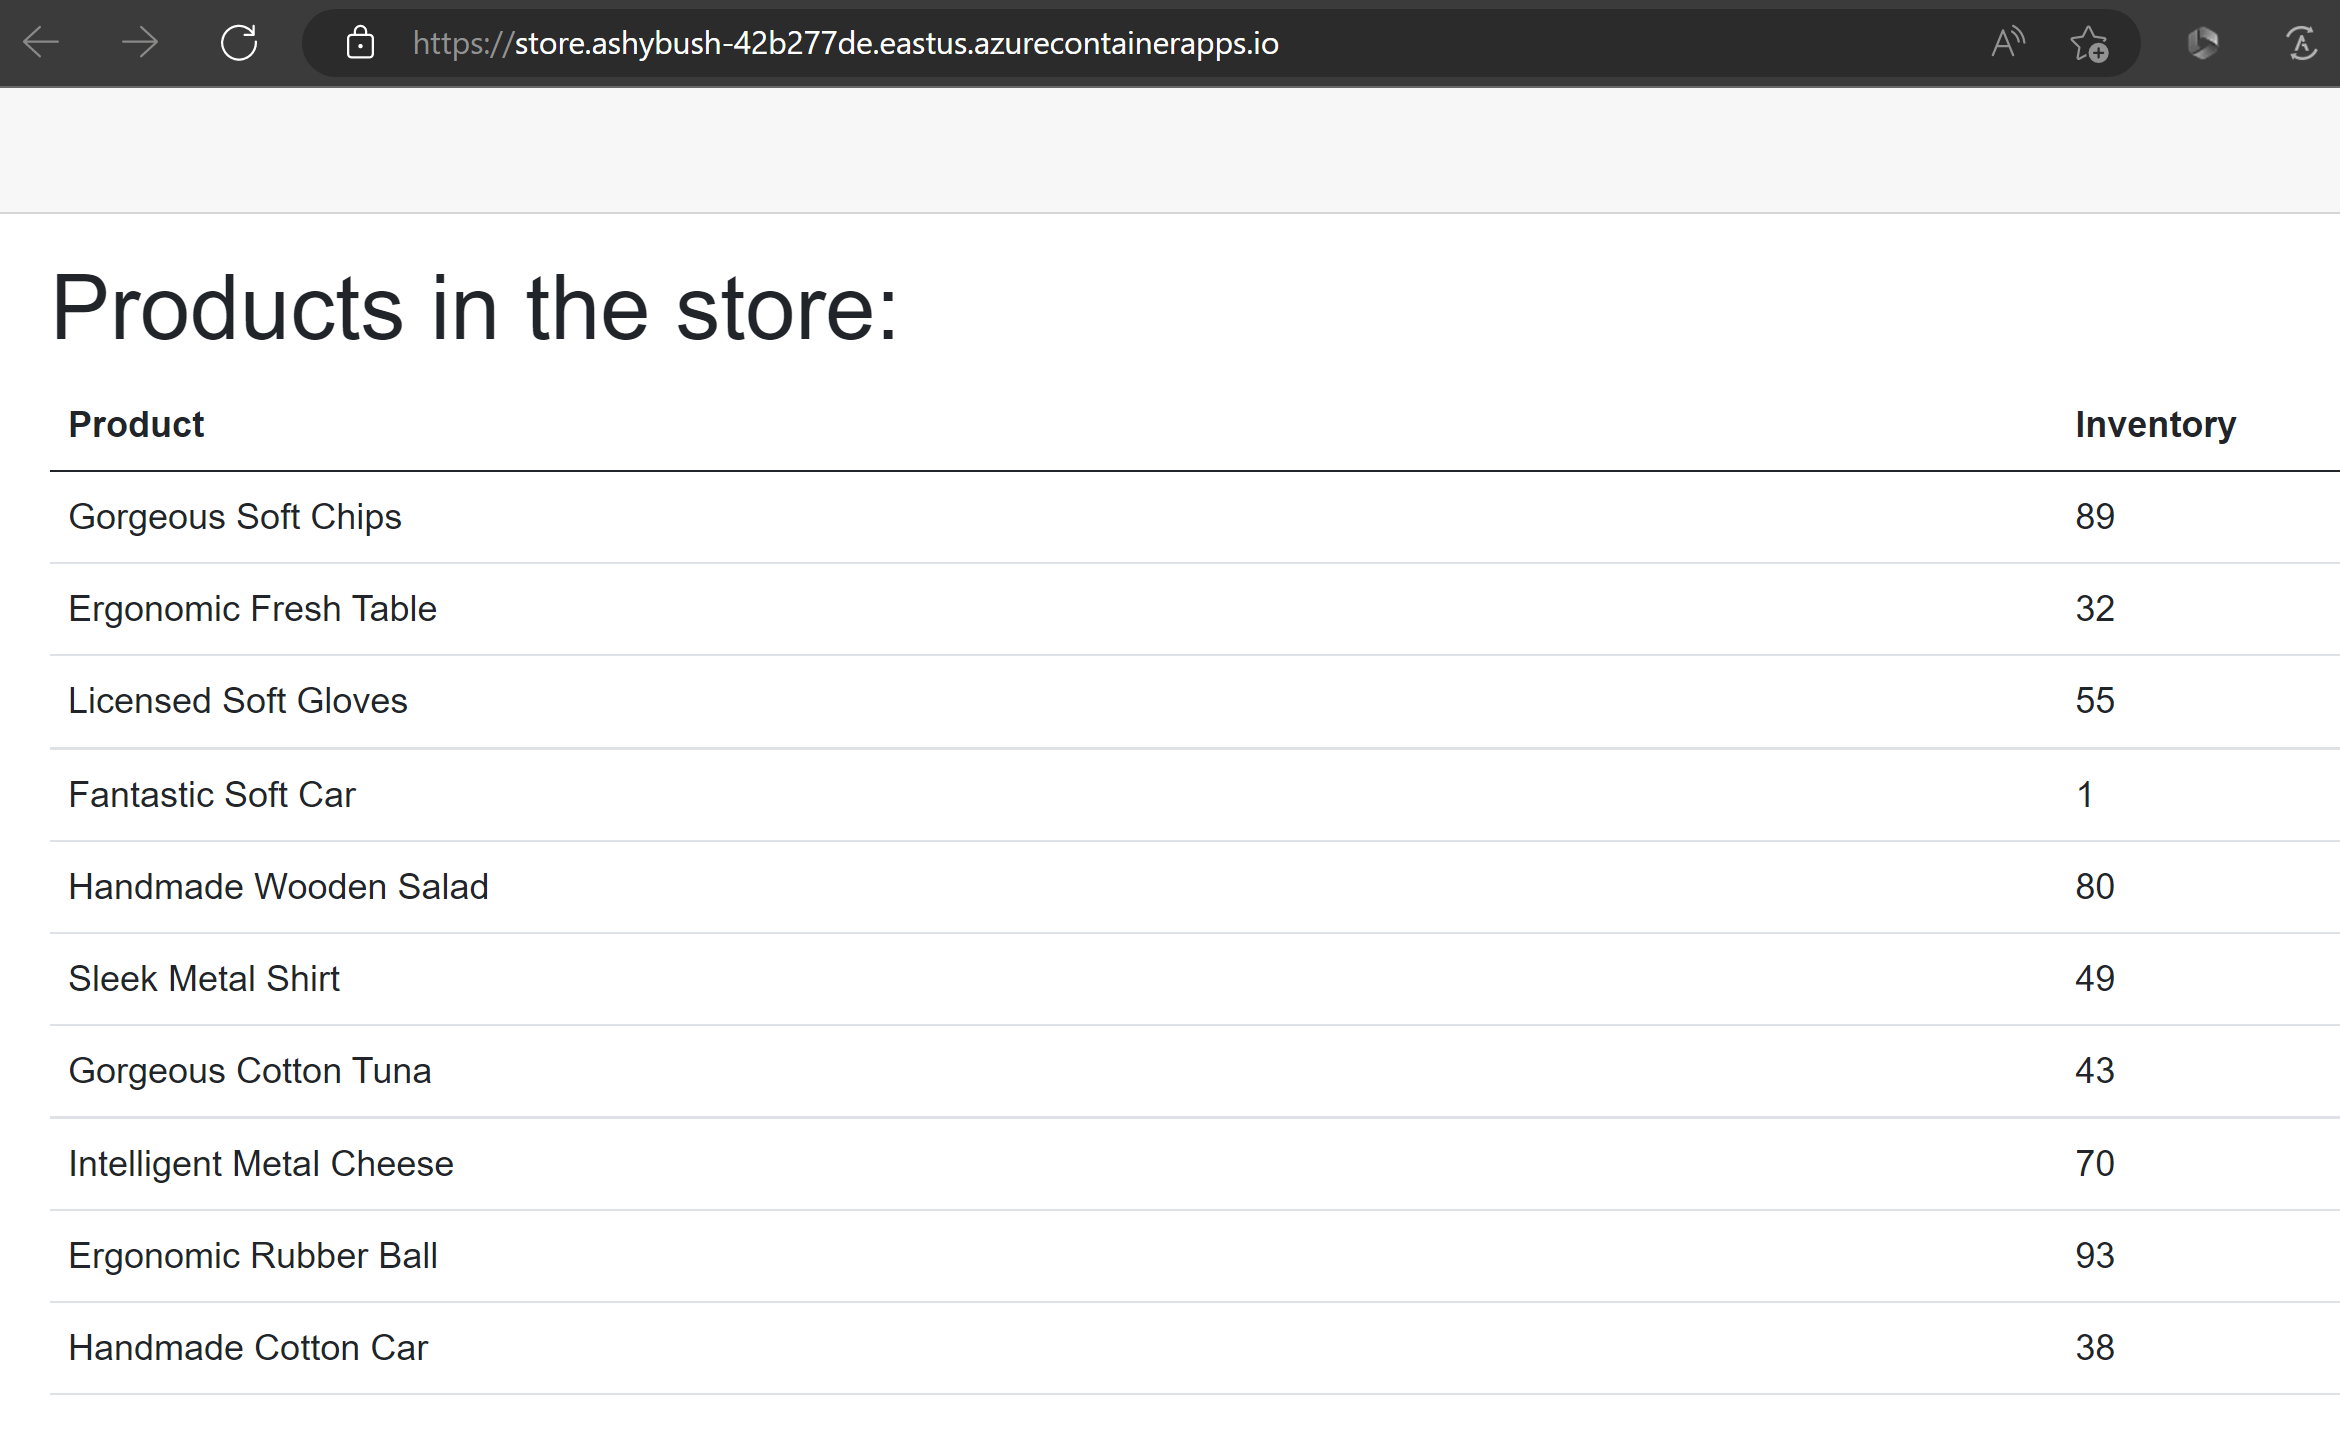 https://store.ashybush-42b277de.eastus.azurecontainerapps.io
Products in the store:
Product Inventory
Gorgeous Soft Chips 89
Ergonomic Fresh Table 32
Licensed Soft Gloves 55
Fantastic Soft Car 1
Handmade Wooden Salad 80
Sleek Metal Shirt 49
Gorgeous Cotton Tuna 43
Intelligent Metal Cheese 70
Ergonomic Rubber Ball 93
Handmade Cotton Car 38